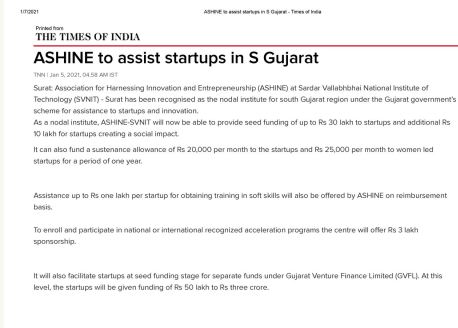 1/7/2021 ASHINE to assist startups in S Gujarat - Times of India
Printed from
THE TIMES OF INDIA
ASHINE to assist startups in S Gujarat
TNN | Jan 5, 2021, 04.58 AM IST
Surat: Association for Harnessing Innovation and Entrepreneurship (ASHINE) at Sardar Vallabhbhai National Institute of
Technology (SVNIT) - Surat has been recognised as the nodal institute for south Gujarat region under the Gujarat government's
scheme for assistance to startups and innovation.
As a nodal institute, ASHINE-SVNIT will now be able to provide seed funding of up to Rs 30 lakh to startups and additional Rs
10 lakh for startups creating a social impact.
It can also fund a sustenance allowance of Rs 20,000 per month to the startups and Rs 25,000 per month to women led
startups for a period of one year.
Assistance up to Rs one lakh per startup for obtaining training in soft skills will also be offered by ASHINE on reimbursement
basis.
To enroll and participate in national or international recognized acceleration programs the centre will offer Rs 3 lakh
sponsorship.
It will also facilitate startups at seed funding stage for separate funds under Gujarat Venture Finance Limited (GVFL). At this
level, the startups will be given funding of Rs 50 lakh to Rs three crore.